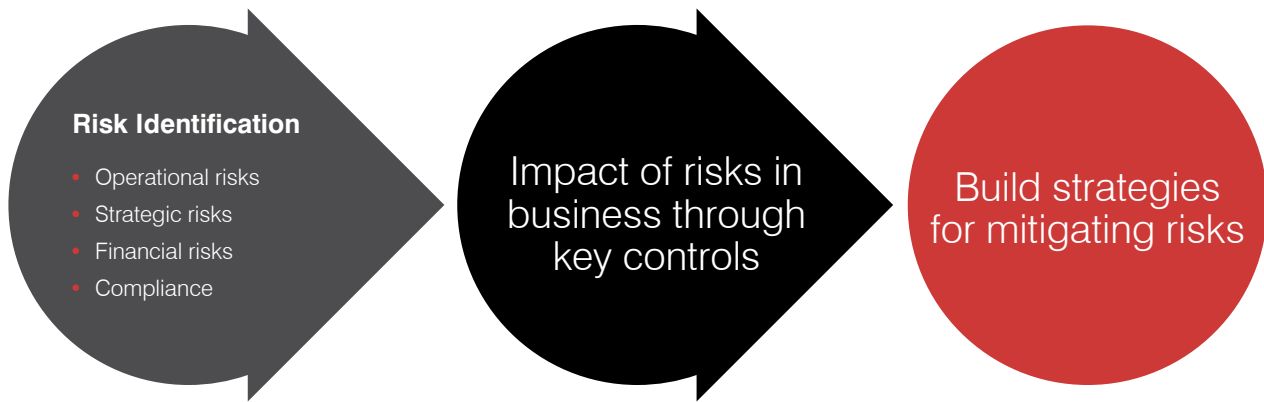 Risk Identification
• Operational risks
• Strategic risks
• Financial risks
• Compliance
Impact of risks in
business through
key controls
Build strategies
for mitigating risks